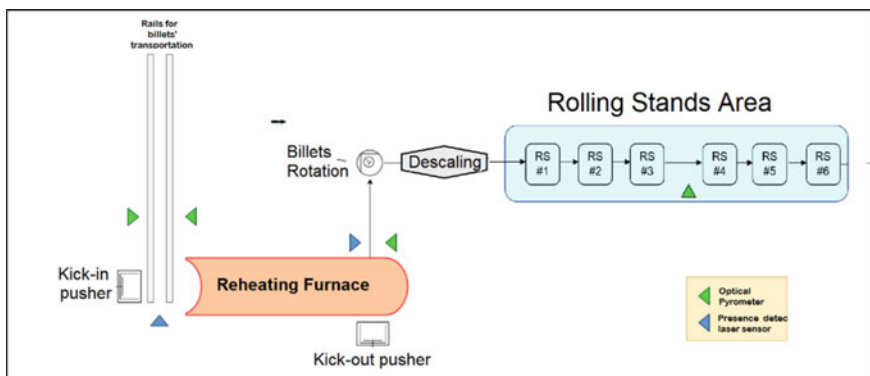 Rails for
billets'
transportation
Rolling Stands Area
Billets
Rotation
Descaling
RS
#1
RS
#2
RS
#3
RS
#4
RS
#5
RS
#6
Kick-in
pusher
Reheating Furnace
Kick-out pusher
Optical
Pyrometer
Presence detec
laser sensor